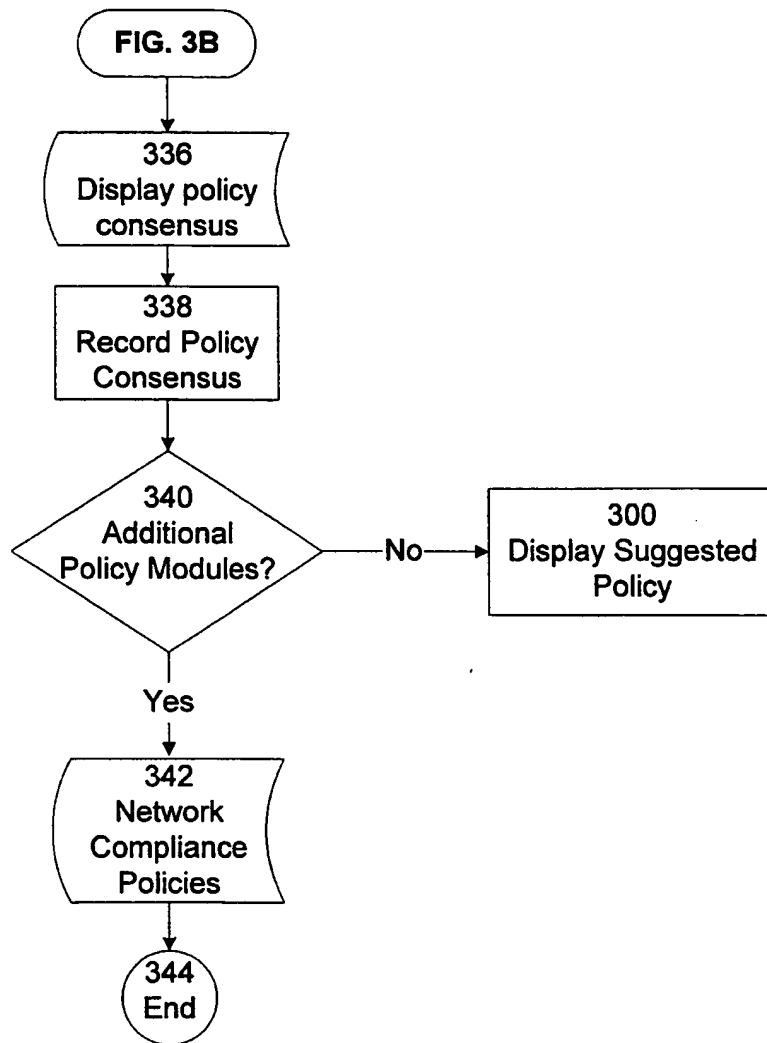 FIG. 3B
336
Display policy
consensus
338
Record Policy
Consensus
340
Additional
Policy Modules?
No
300
Display Suggested
Policy
Yes
342
Network
Compliance
Policies
344
End